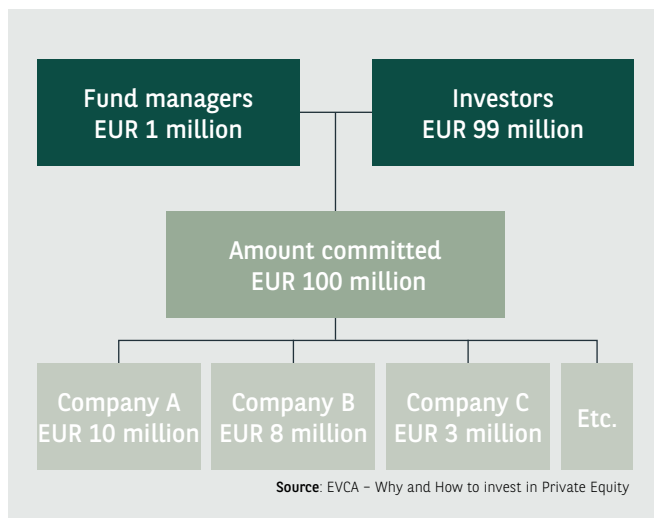 Fund managers
EUR 1 million
Investors
EUR 99 million
Amount committed
EUR 100 million
Company A
EUR 10 million
Company B
EUR 8 million
Company C
EUR 3 million
Etc.
Source: EVCA – Why and How to invest in Private Equity